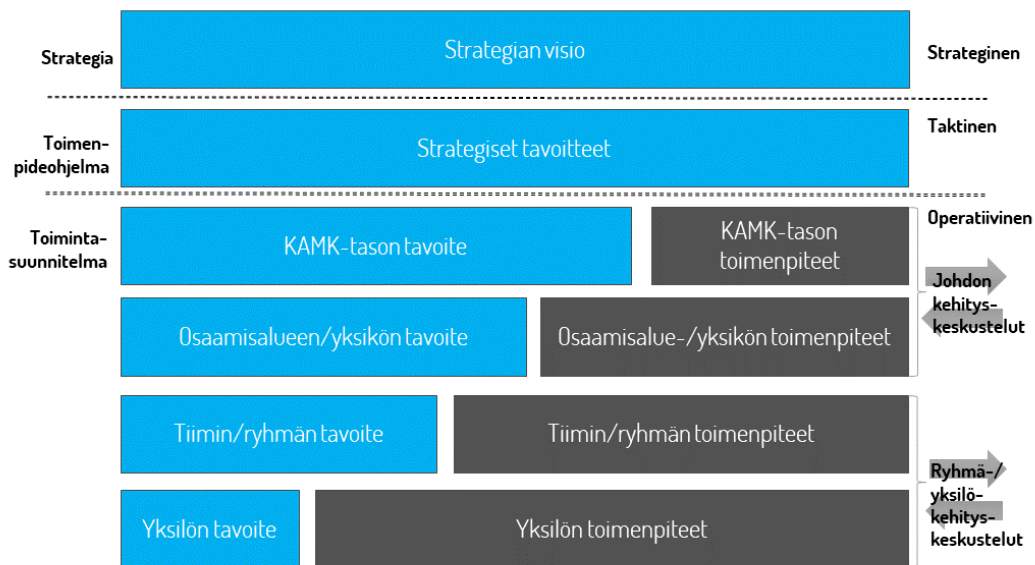 Strategia
Strategian visio
Strateginen
Toimen-
pideohjelma
Strategiset tavoitteet
Taktinen
Toiminta-
suunnitelma
KAMK-tason tavoite
KAMK-tason
toimenpiteet
Operatiivinen
Johdon
kehitys-
keskustelut
Osaamisalueen/yksikön tavoite
Osaamisalue-/yksikön toimenpiteet
Tiimin/ryhmän tavoite
Tiimin/ryhmän toimenpiteet
Ryhmä-/
yksilö-
kehitys-
keskustelut
Yksilön tavoite
Yksilön toimenpiteet